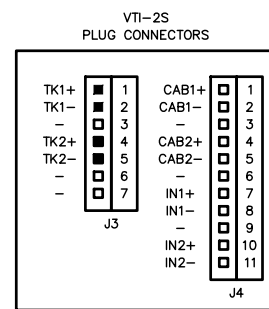 VTI-2S
PLUG CONNECTORS
TK1+ 1
TK1- 2
- 3
TK2+ 4
TK2- 5
- 6
- 7
J3
CAB1+ 1
CAB1- 2
- 3
CAB2+ 4
CAB2- 5
- 6
IN1+ 7
IN1- 8
- 9
IN2+ 10
IN2- 11
J4